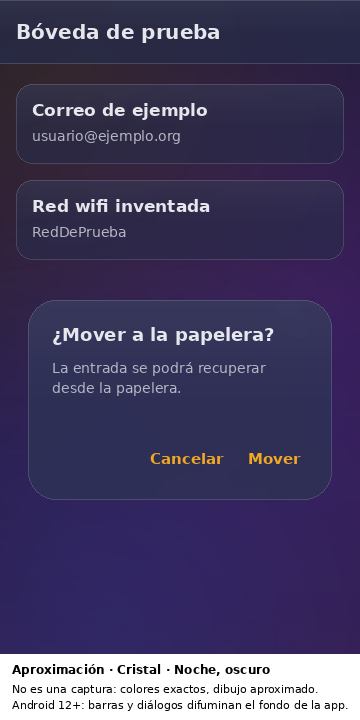 Bóveda de prueba
Correo de ejemplo
usuario@ejemplo.org
Red wifi inventada
RedDePrueba
¿Mover a la papelera?
La entrada se podrá recuperar
desde la papelera.
Cancelar Mover
Aproximación · Cristal · Noche, oscuro
No es una captura: colores exactos, dibujo aproximado.
Android 12+: barras y diálogos difuminan el fondo de la app.